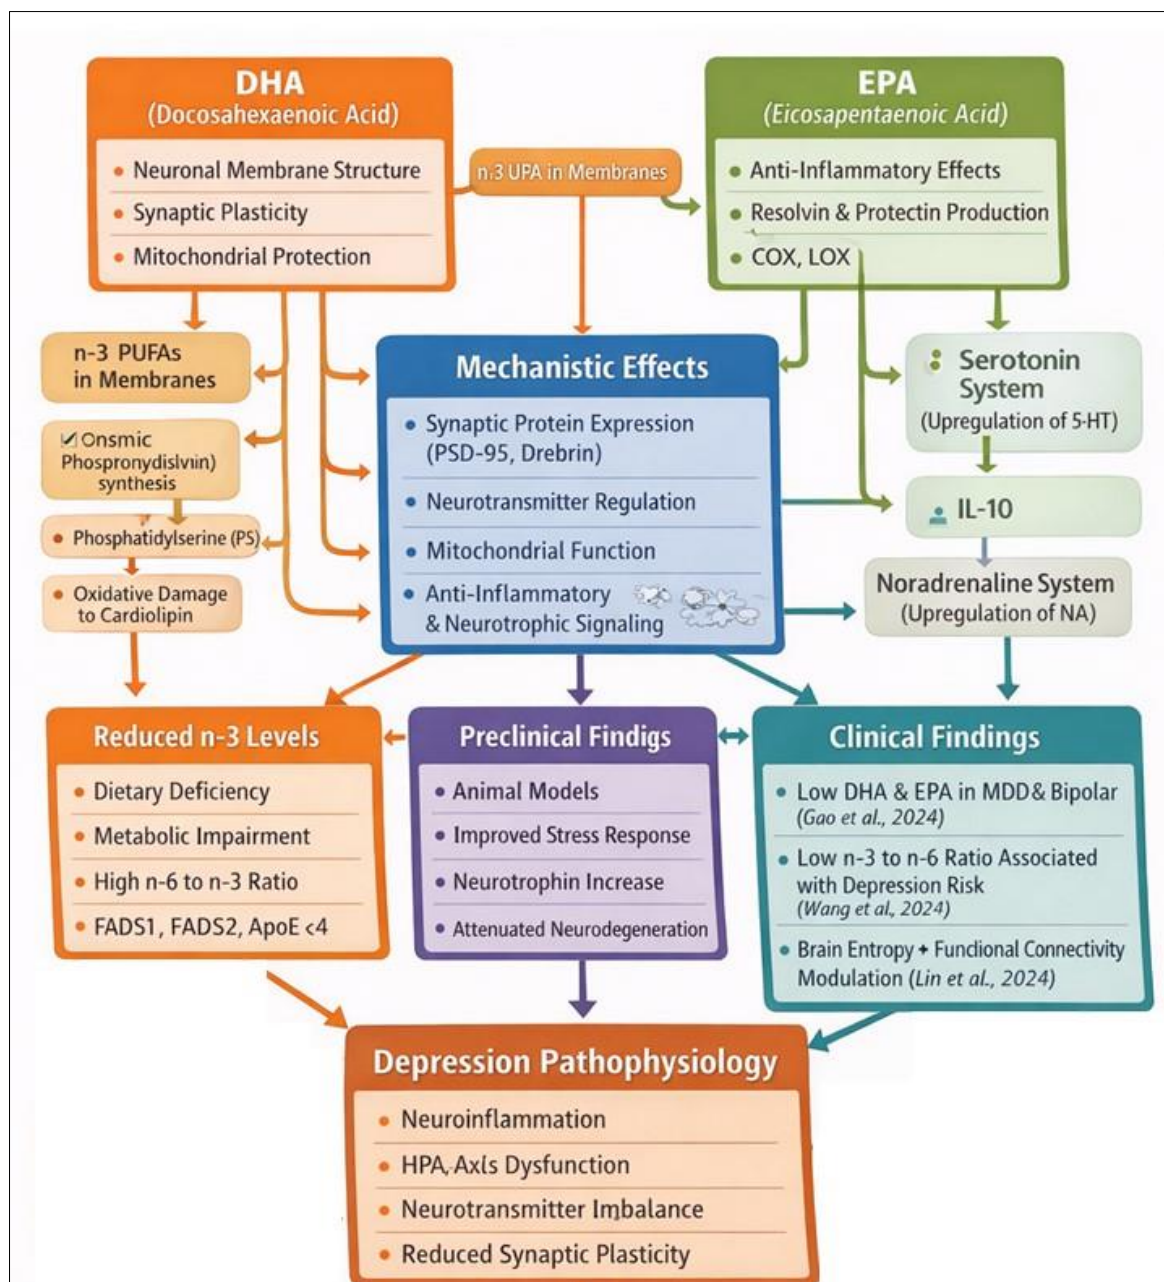 DHA
(Docosahexaenoic Acid)
• Neuronal Membrane Structure
• Synaptic Plasticity
• Mitochondrial Protection
n-3 UPA in Membranes
EPA
(Eicosapentaenoic Acid)
• Anti-Inflammatory Effects
• Resolvin & Protectin Production
• COX, LOX
n-3 PUFAs
in Membranes
synthesis
• Phosphatidylserine (PS)
• Oxidative Damage
to Cardiolipin
Mechanistic Effects
• Synaptic Protein Expression
(PSD-95, Drebrin)
• Neurotransmitter Regulation
• Mitochondrial Function
• Anti-Inflammatory
& Neurotrophic Signaling
Serotonin
System
(Upregulation of 5-HT)
IL-10
Noradrenaline System
(Upregulation of NA)
Reduced n-3 Levels
• Dietary Deficiency
• Metabolic Impairment
• High n-6 to n-3 Ratio
• FADS1, FADS2, ApoE <4
Preclinical Findigs
• Animal Models
• Improved Stress Response
• Neurotrophin Increase
• Attenuated Neurodegeneration
Clinical Findings
• Low DHA & EPA in MDD & Bipolar
(Gao et al., 2024)
• Low n-3 to n-6 Ratio Associated
with Depression Risk
(Wang et al., 2024)
• Brain Entropy + Functional Connectivity
Modulation (Lin et al., 2024)
Depression Pathophysiology
• Neuroinflammation
• HPA-Axis Dysfunction
• Neurotransmitter Imbalance
• Reduced Synaptic Plasticity